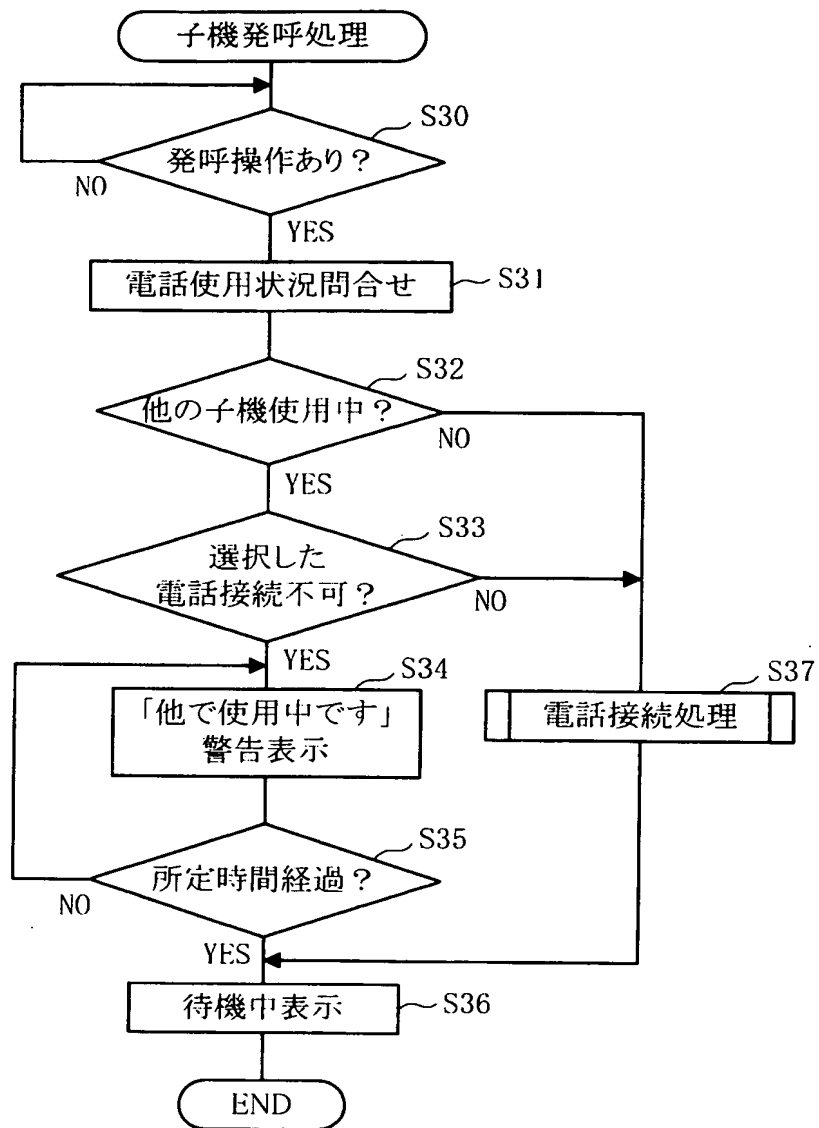 子機発呼処理
S30
発呼操作あり？
NO
YES
電話使用状況問合せ
S31
S32
他の子機使用中？
NO
YES
S33
選択した
電話接続不可？
NO
YES
S34
「他で使用中です」
警告表示
S37
電話接続処理
S35
所定時間経過？
NO
YES
待機中表示
S36
END